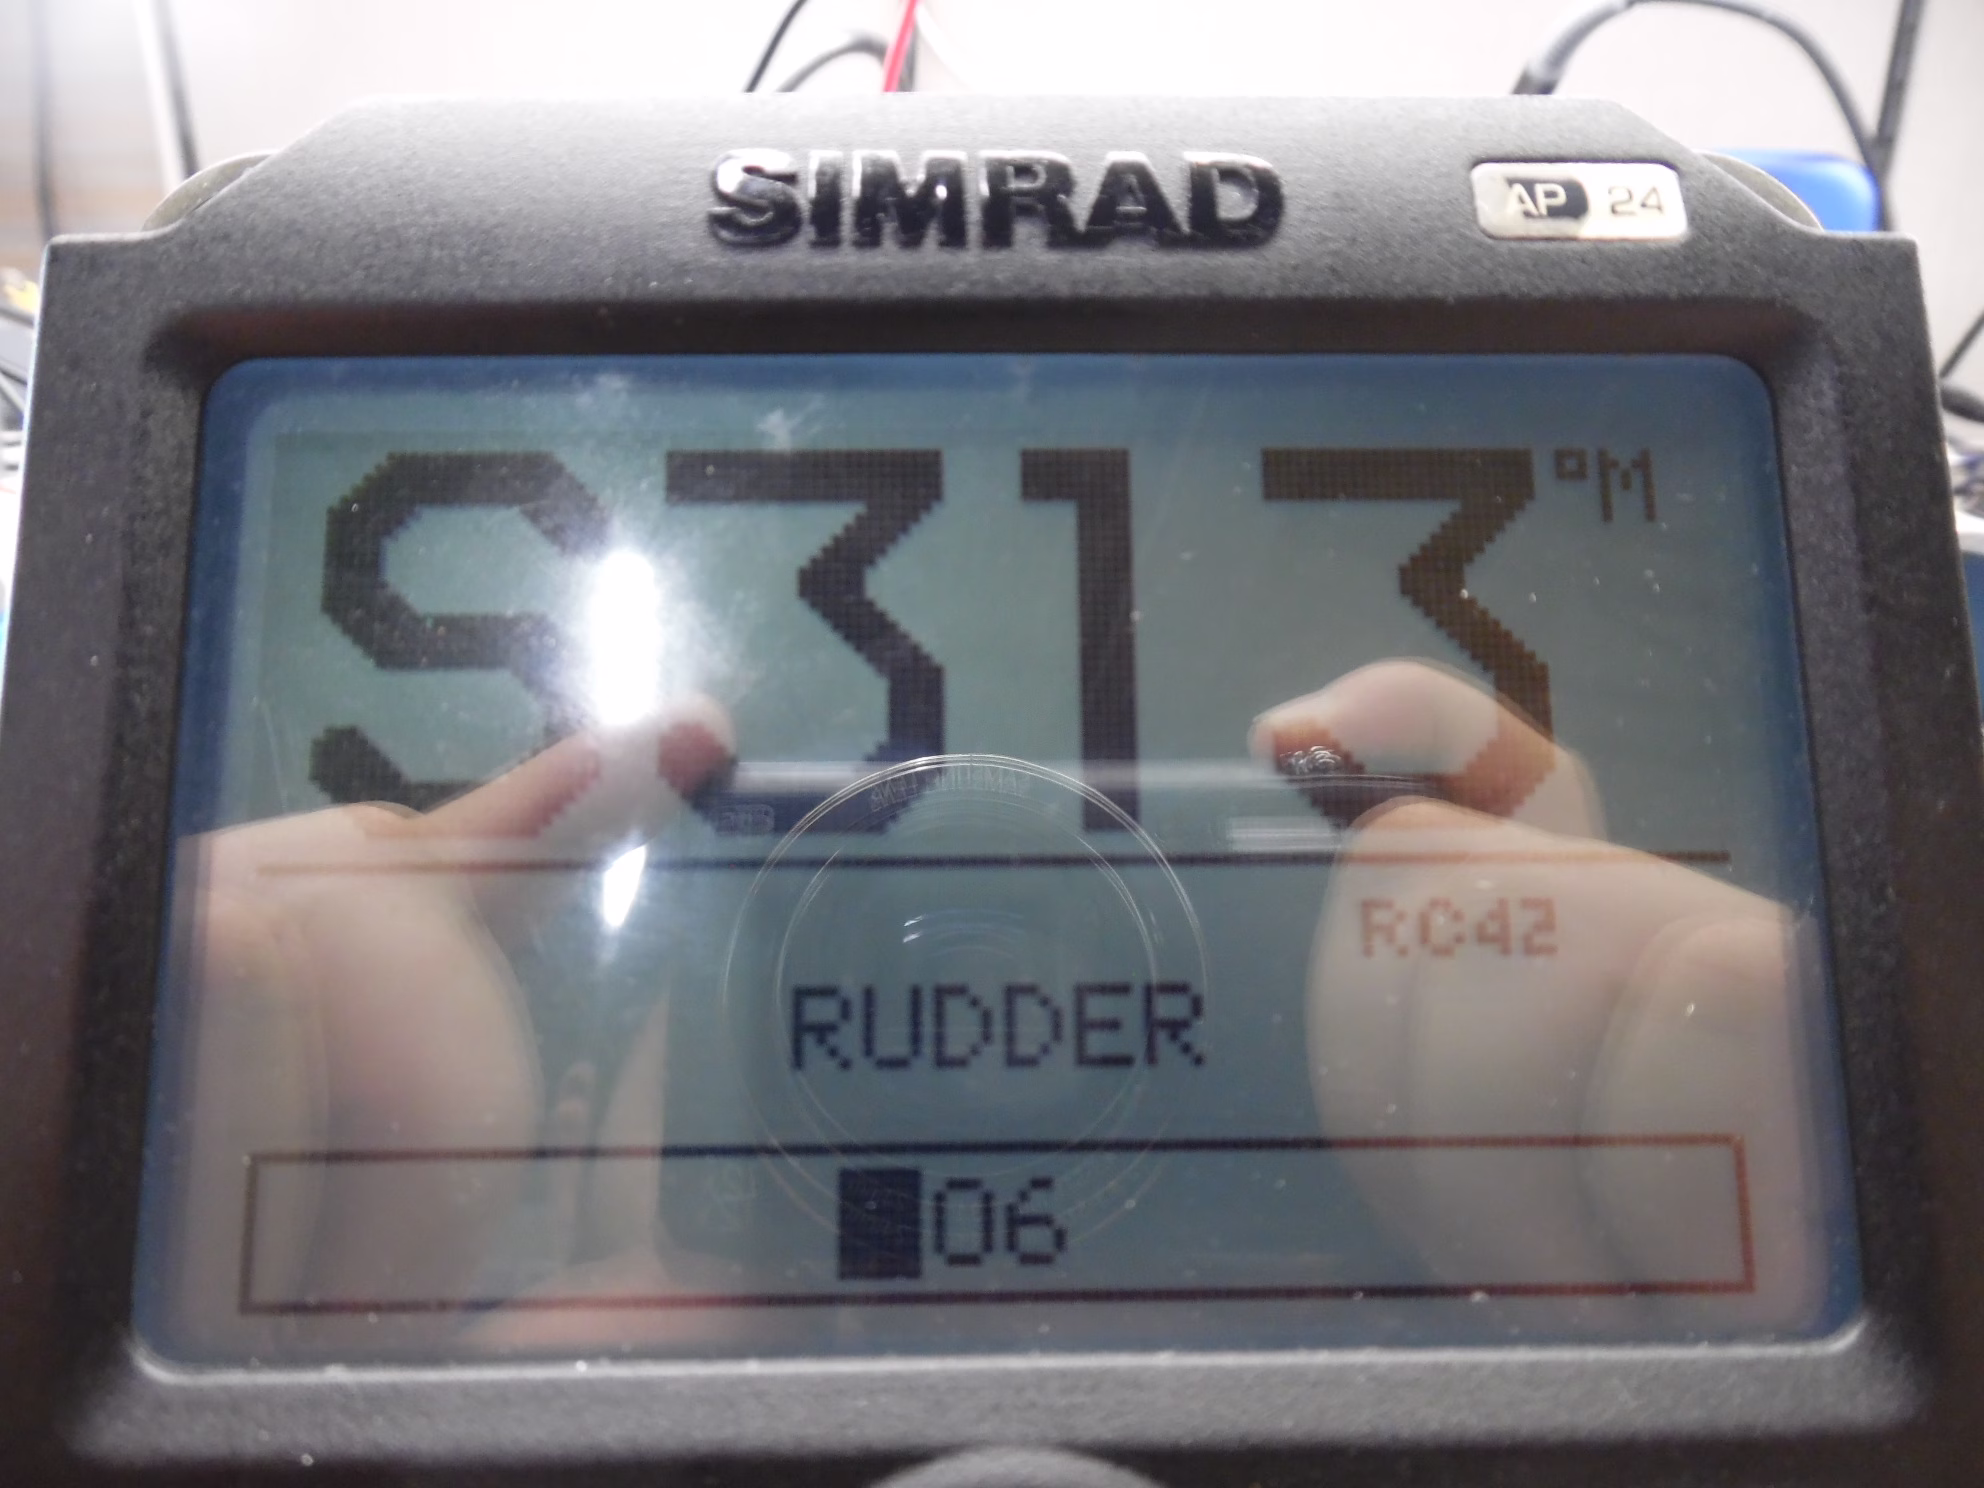 SIMRAD
AP 24
S313°M
RC42
RUDDER
06